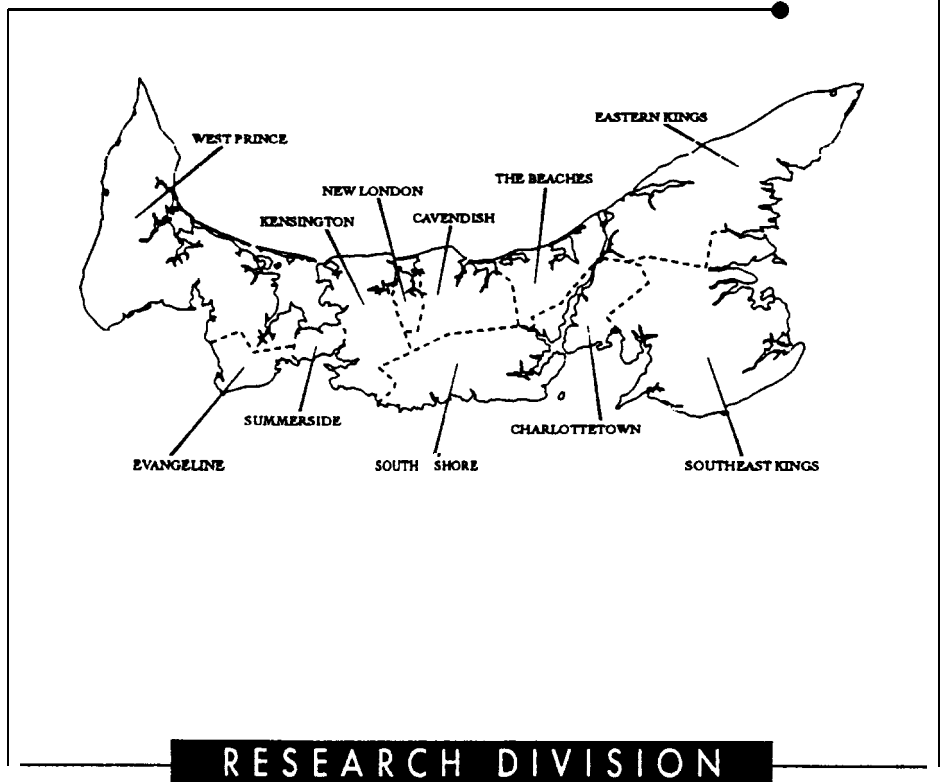 EASTERN KINGS
WEST PRINCE
THE BEACHES
NEW LONDON
KENSINGTON
CAVENDISH
SUMMERSIDE
CHARLOTTETOWN
EVANGELINE
SOUTH SHORE
SOUTHEAST KINGS
RESEARCH DIVISION